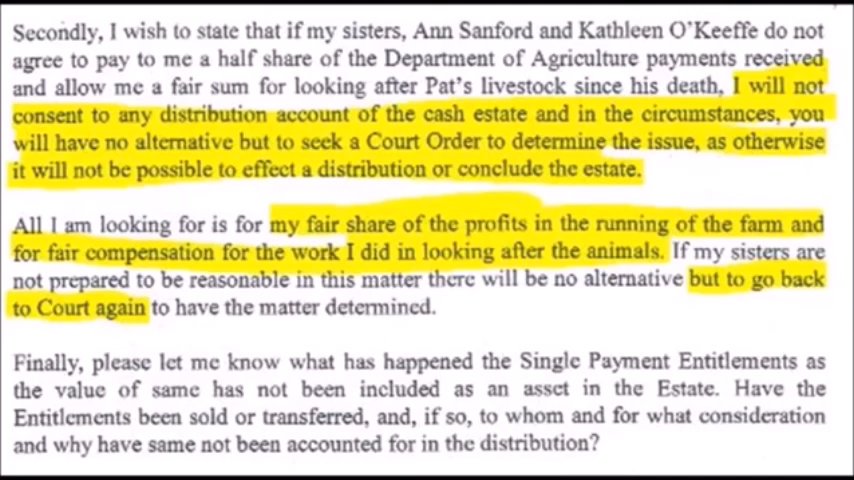 Secondly, I wish to state that if my sisters, Ann Sanford and Kathleen O'Keeffe do not
agree to pay to me a half share of the Department of Agriculture payments received
and allow me a fair sum for looking after Pat's livestock since his death, I will not
consent to any distribution account of the cash estate and in the circumstances, you
will have no alternative but to seek a Court Order to determine the issue, as otherwise
it will not be possible to effect a distribution or conclude the estate.
All I am looking for is for my fair share of the profits in the running of the farm and
for fair compensation for the work I did in looking after the animals. If my sisters are
not prepared to be reasonable in this matter there will be no alternative but to go back
to Court again to have the matter determined.
Finally, please let me know what has happened the Single Payment Entitlements as
the value of same has not been included as an asset in the Estate. Have the
Entitlements been sold or transferred, and, if so, to whom and for what consideration
and why have same not been accounted for in the distribution?